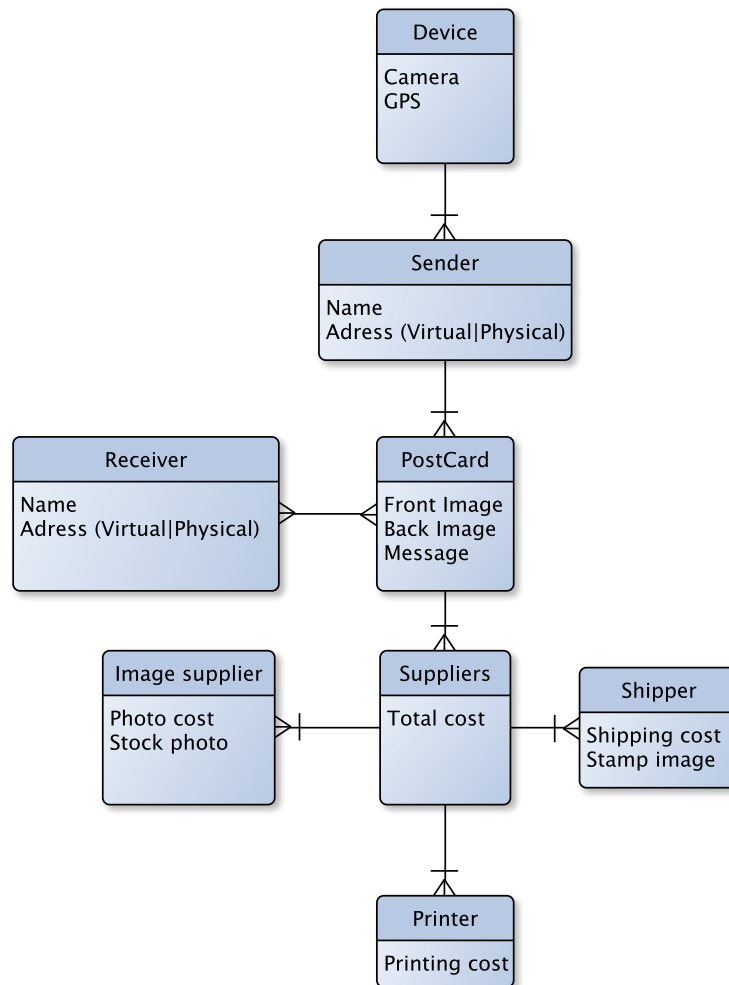 Device
Camera
GPS
Sender
Name
Adress (Virtual|Physical)
Receiver
Name
Adress (Virtual|Physical)
PostCard
Front Image
Back Image
Message
Image supplier
Photo cost
Stock photo
Suppliers
Total cost
Shipper
Shipping cost
Stamp image
Printer
Printing cost